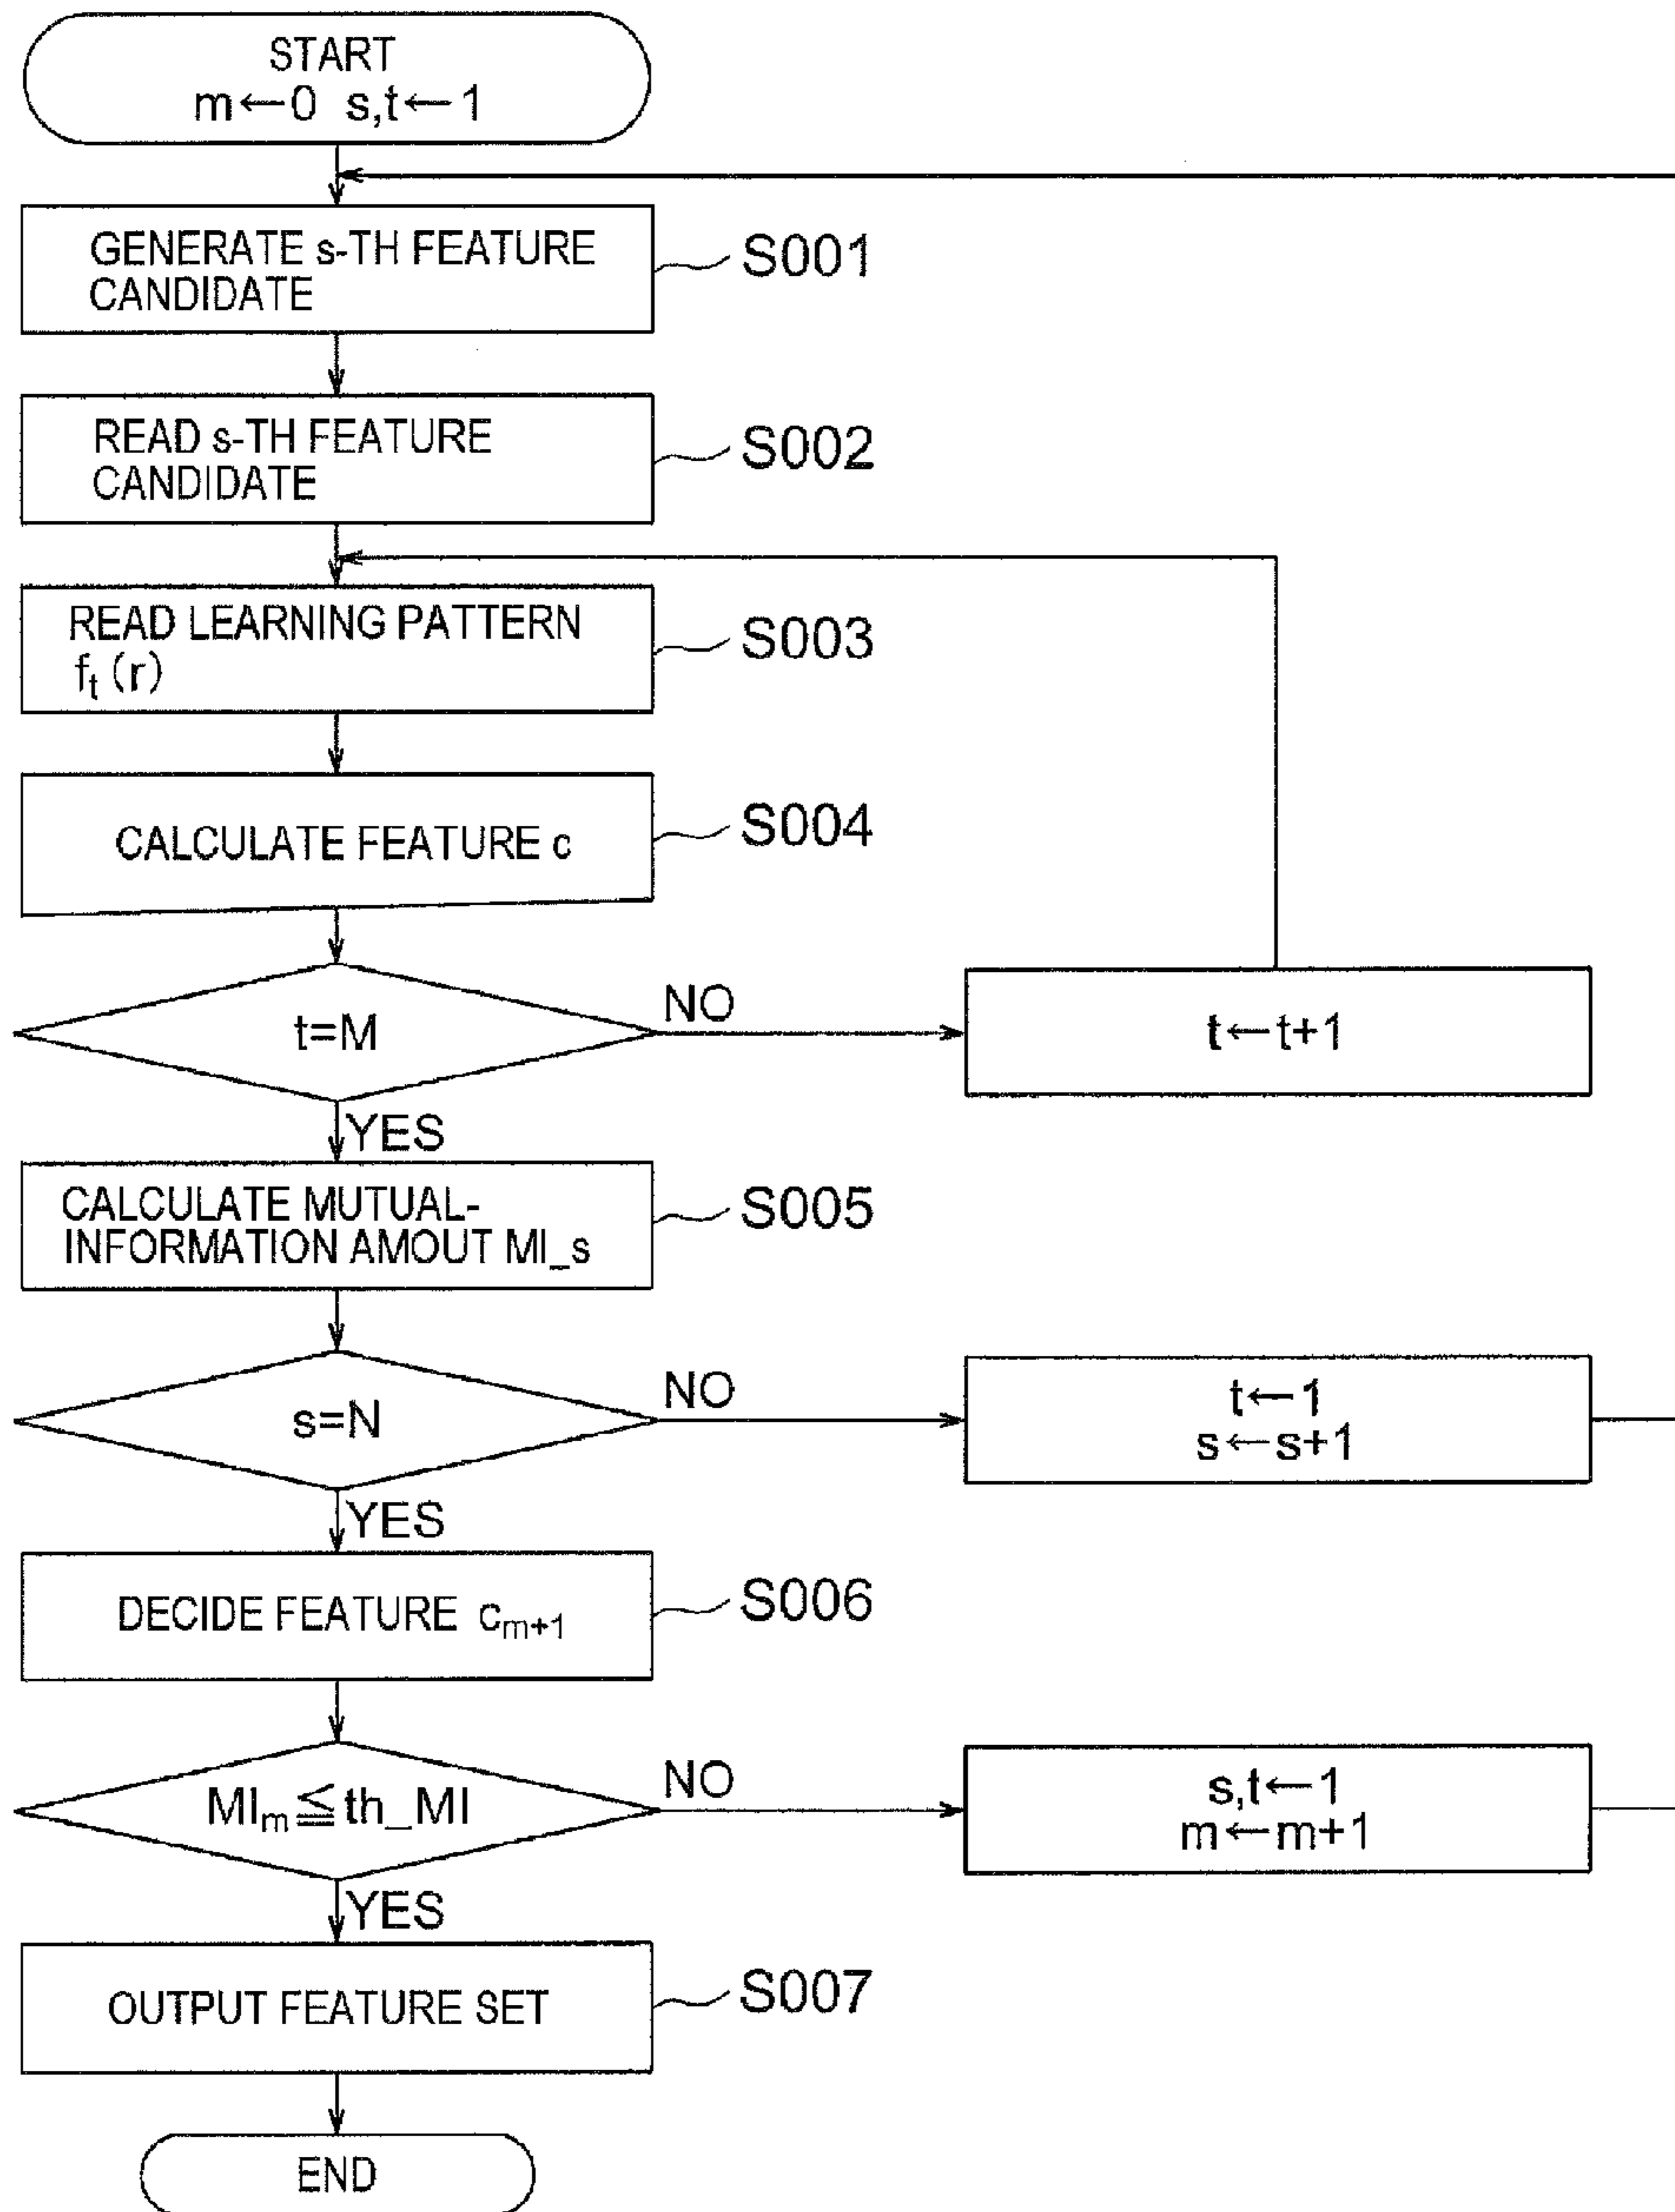 START
m←0 s,t←1
GENERATE s-TH FEATURE
CANDIDATE
S001
READ s-TH FEATURE
CANDIDATE
S002
READ LEARNING PATTERN
fₜ (r)
S003
CALCULATE FEATURE c
S004
t=M
NO
t←t+1
YES
CALCULATE MUTUAL-
INFORMATION AMOUT MI_s
S005
s=N
NO
t←1
s←s+1
YES
DECIDE FEATURE cₘ₊₁
S006
MIₘ≦th_MI
NO
s,t←1
m←m+1
YES
OUTPUT FEATURE SET
S007
END